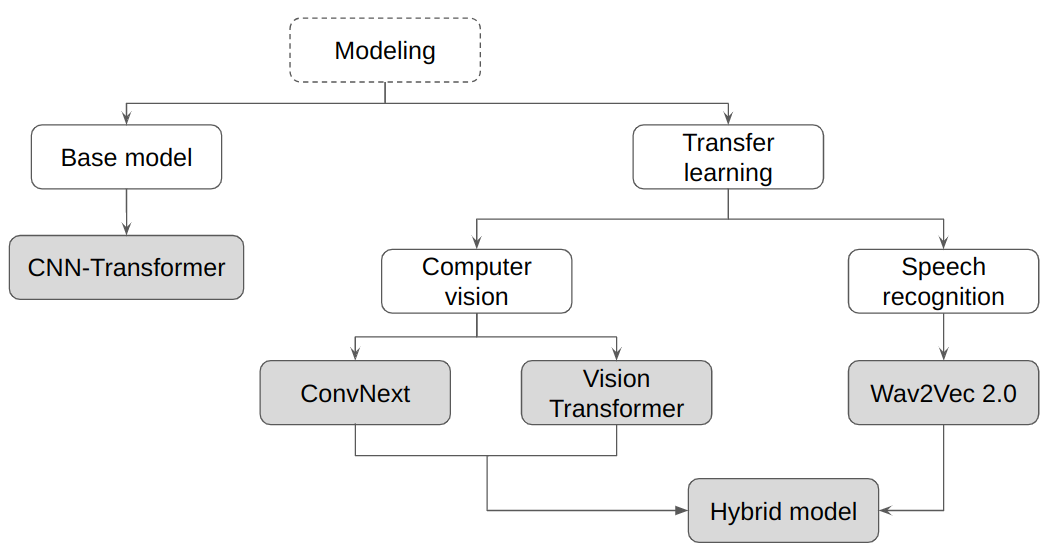 Modeling
Base model
Transfer
learning
CNN-Transformer
Computer
vision
Speech
recognition
ConvNext
Vision
Transformer
Wav2Vec 2.0
Hybrid model